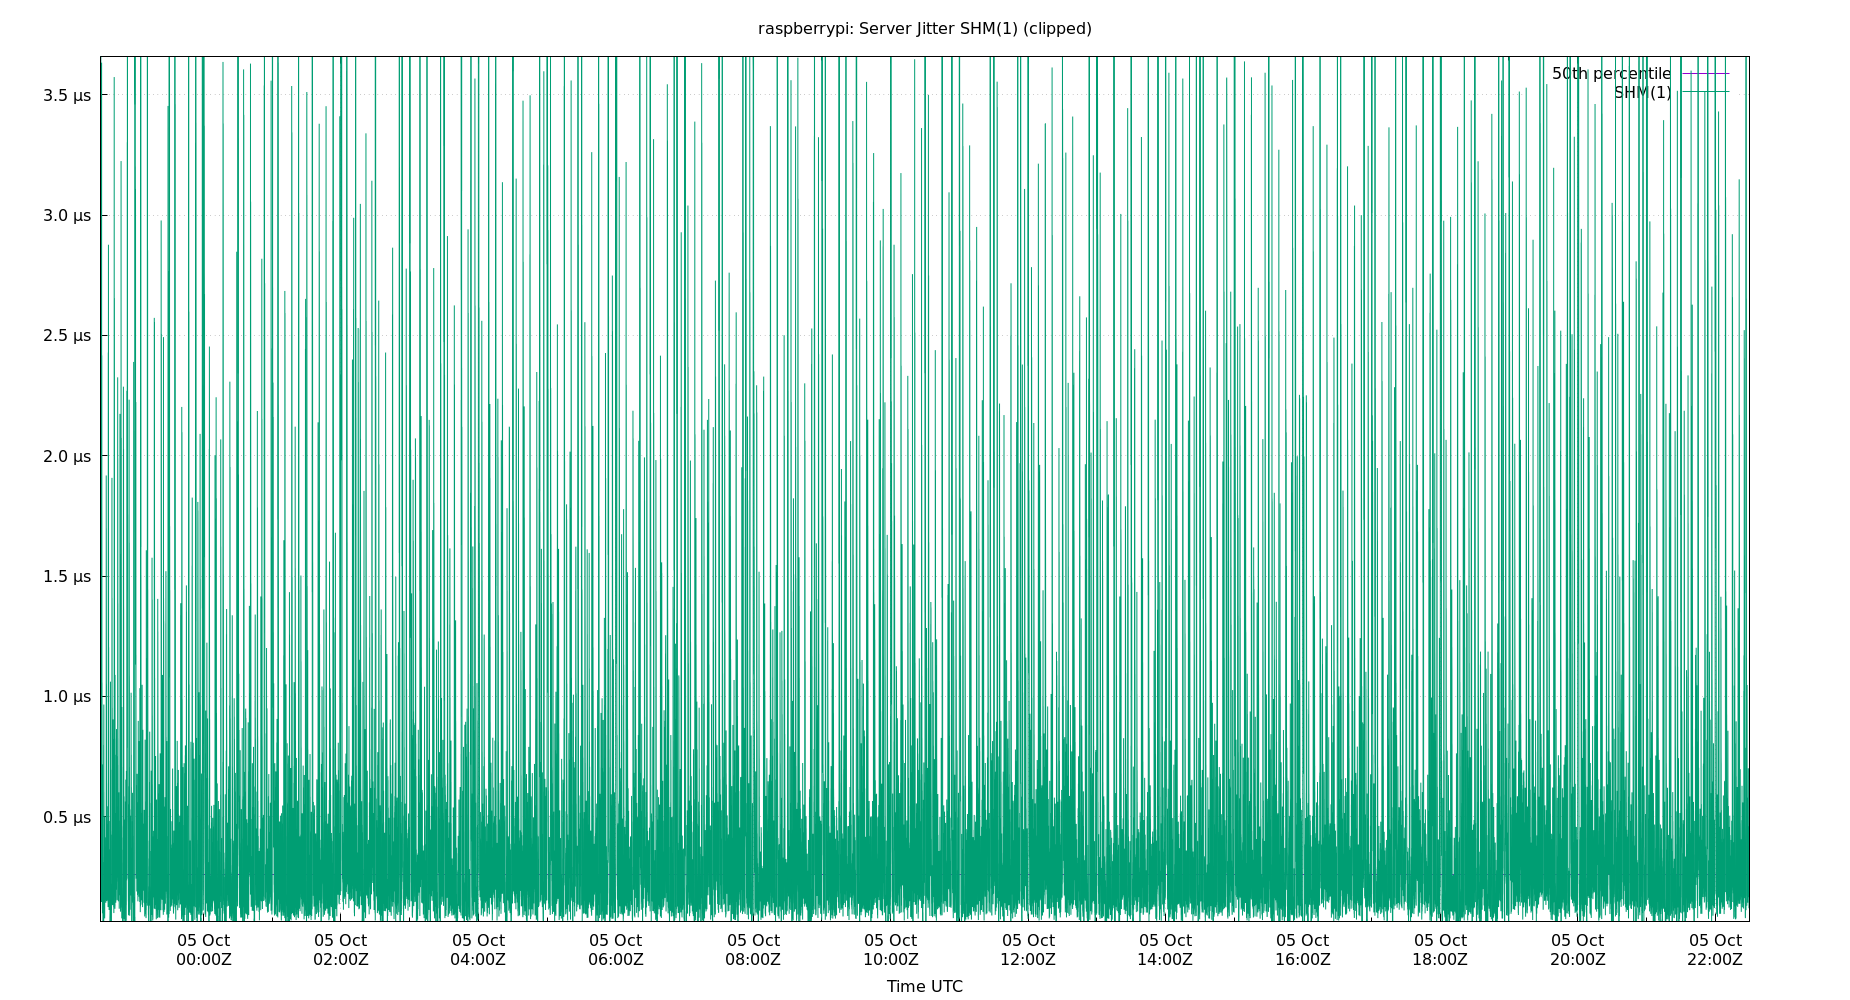 raspberrypi: Server Jitter SHM(1) (clipped)
50th percentile
SHM(1)
3.5 μs
3.0 μs
2.5 μs
2.0 μs
1.5 μs
1.0 μs
0.5 μs
05 Oct 05 Oct 05 Oct 05 Oct 05 Oct 05 Oct 05 Oct 05 Oct 05 Oct 05 Oct 05 Oct 05 Oct
00:00Z 02:00Z 04:00Z 06:00Z 08:00Z 10:00Z 12:00Z 14:00Z 16:00Z 18:00Z 20:00Z 22:00Z
Time UTC